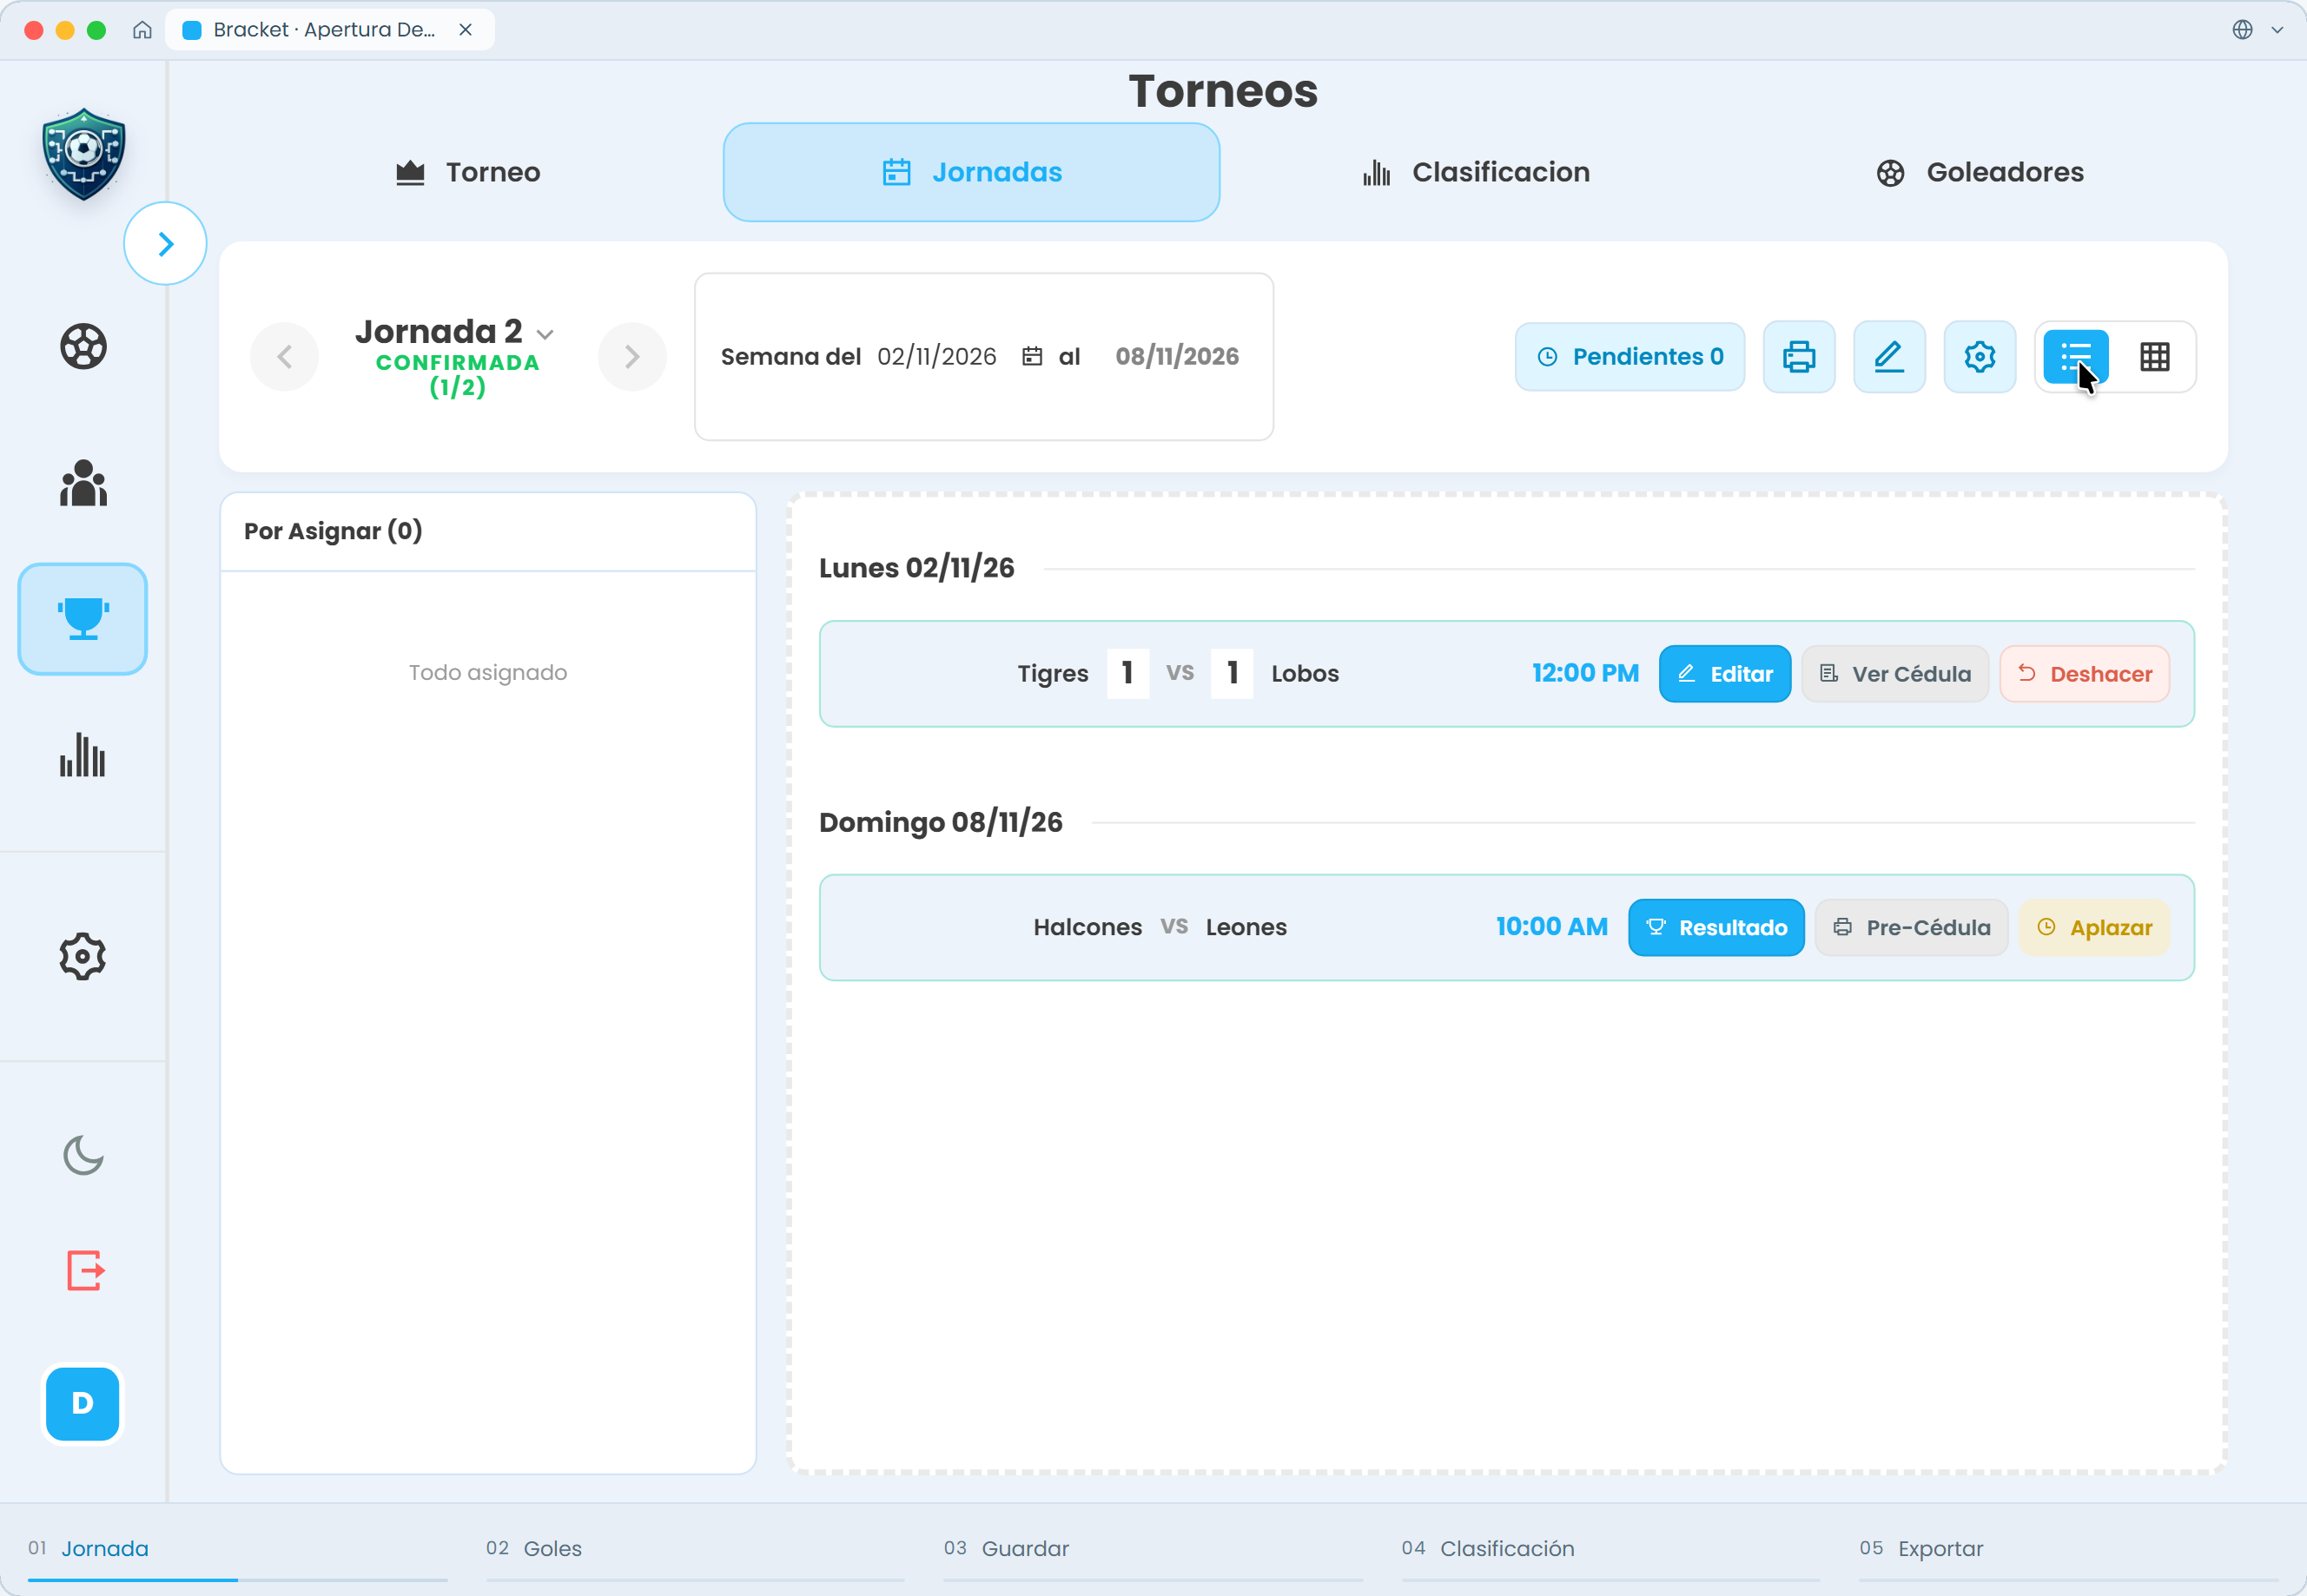 Bracket · Apertura De...
Torneos
Torneo
Jornadas
Clasificacion
Goleadores
Jornada 2
CONFIRMADA
(1/2)
Semana del 02/11/2026 al 08/11/2026
Pendientes 0
Por Asignar (0)
Todo asignado
Lunes 02/11/26
Tigres 1 VS 1 Lobos 12:00 PM Editar Ver Cédula Deshacer
Domingo 08/11/26
Halcones VS Leones 10:00 AM Resultado Pre-Cédula Aplazar
D
01 Jornada
02 Goles
03 Guardar
04 Clasificación
05 Exportar